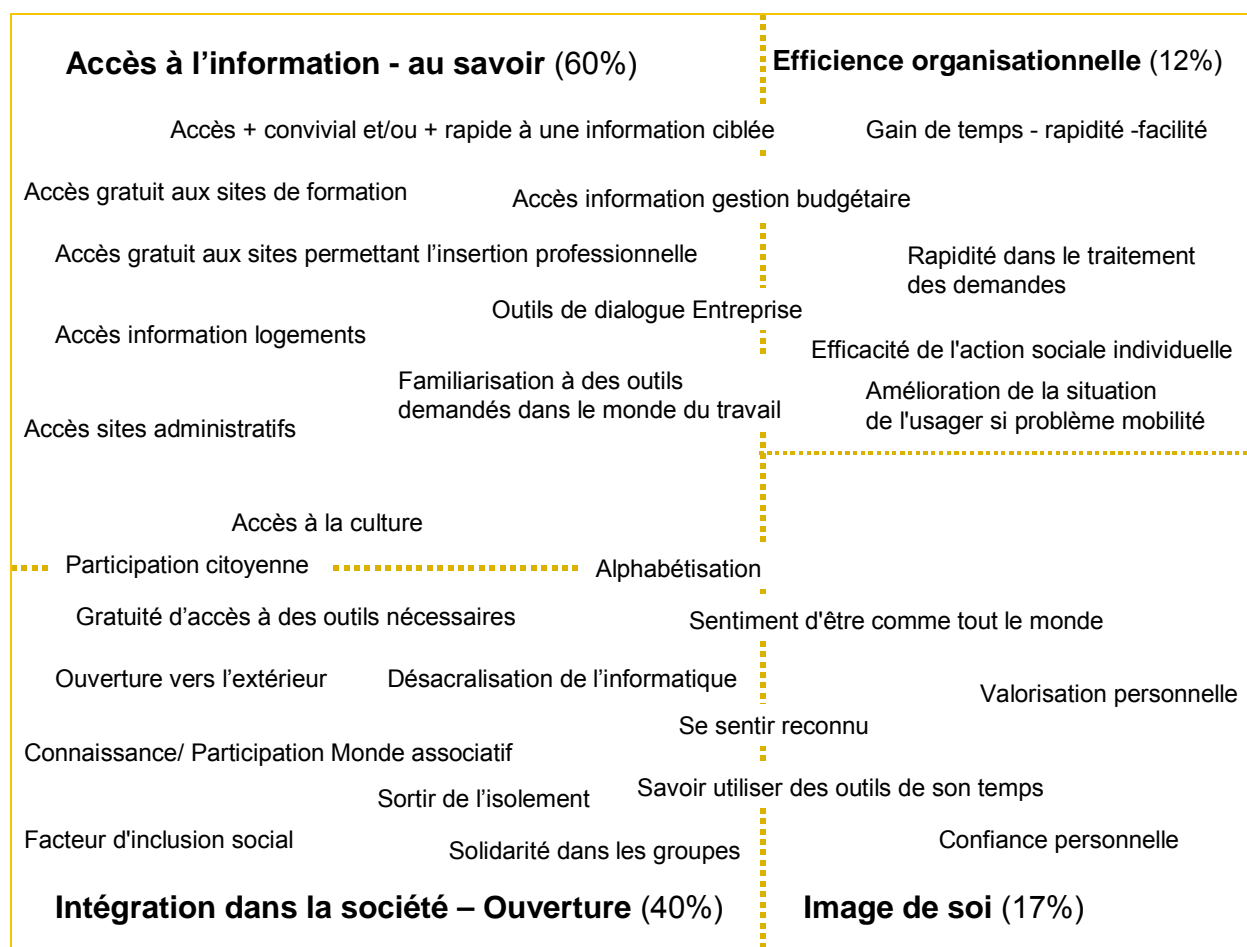 Accès à l’information - au savoir (60%)
Efficience organisationnelle (12%)
Accès + convivial et/ou + rapide à une information ciblée
Gain de temps - rapidité -facilité
Accès gratuit aux sites de formation
Accès information gestion budgétaire
Accès gratuit aux sites permettant l’insertion professionnelle
Rapidité dans le traitement
des demandes
Outils de dialogue Entreprise
Accès information logements
Efficacité de l'action sociale individuelle
Familiarisation à des outils
demandés dans le monde du travail
Amélioration de la situation
de l'usager si problème mobilité
Accès sites administratifs
Accès à la culture
Participation citoyenne
Alphabétisation
Gratuité d’accès à des outils nécessaires
Sentiment d'être comme tout le monde
Ouverture vers l’extérieur
Désacralisation de l’informatique
Valorisation personnelle
Se sentir reconnu
Connaissance/ Participation Monde associatif
Sortir de l’isolement
Savoir utiliser des outils de son temps
Facteur d'inclusion social
Solidarité dans les groupes
Confiance personnelle
Intégration dans la société – Ouverture (40%)
Image de soi (17%)